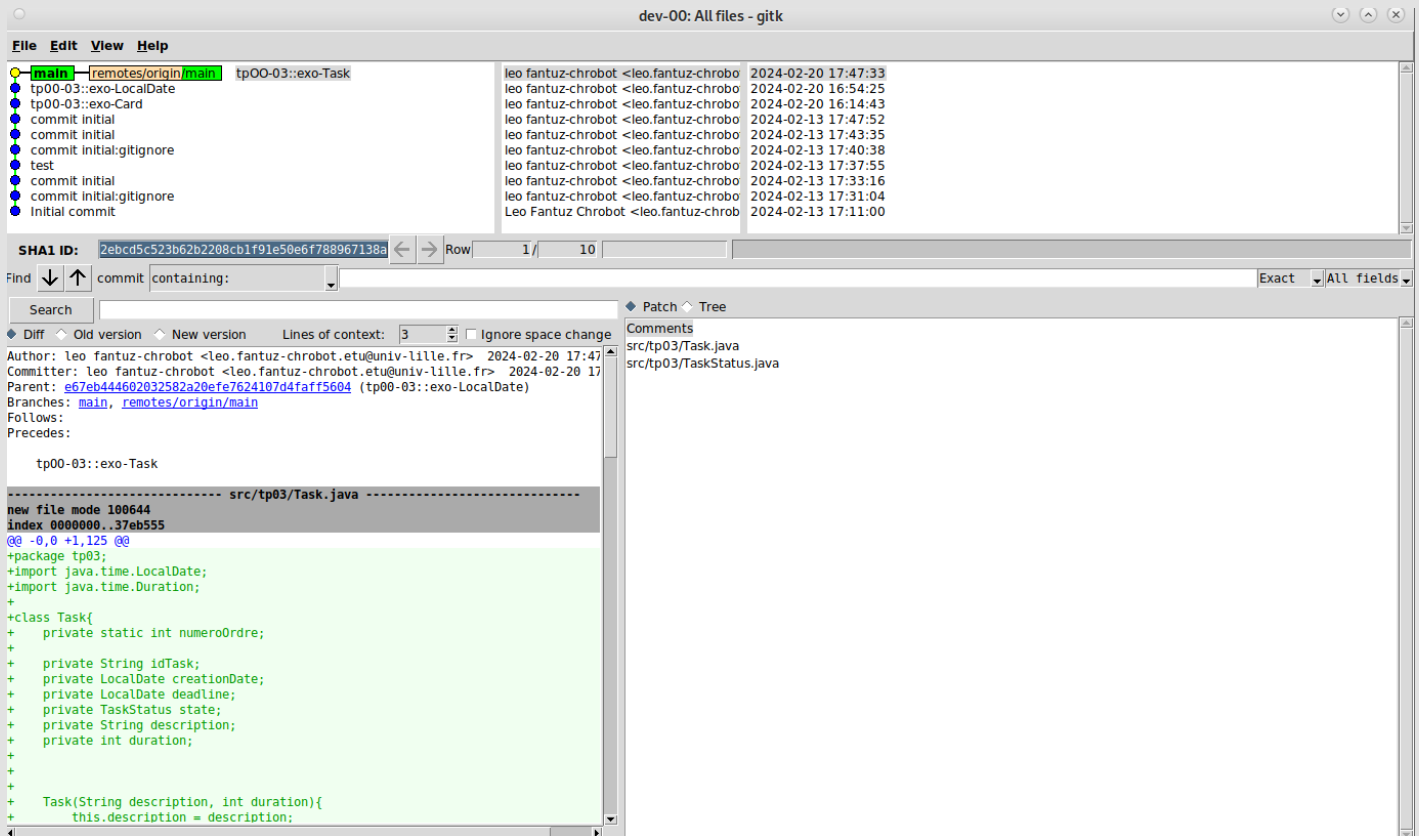 dev-00: All files - gitk
File Edit View Help
main remotes/origin/main tpOO-03::exo-Task leo fantuz-chrobot <leo.fantuz-chrobo 2024-02-20 17:47:33
tp00-03::exo-LocalDate leo fantuz-chrobot <leo.fantuz-chrobo 2024-02-20 16:54:25
tp00-03::exo-Card leo fantuz-chrobot <leo.fantuz-chrobo 2024-02-20 16:14:43
commit initial leo fantuz-chrobot <leo.fantuz-chrobo 2024-02-13 17:47:52
commit initial leo fantuz-chrobot <leo.fantuz-chrobo 2024-02-13 17:43:35
commit initial:gitignore leo fantuz-chrobot <leo.fantuz-chrobo 2024-02-13 17:40:38
test leo fantuz-chrobot <leo.fantuz-chrobo 2024-02-13 17:37:55
commit initial leo fantuz-chrobot <leo.fantuz-chrobo 2024-02-13 17:33:16
commit initial:gitignore leo fantuz-chrobot <leo.fantuz-chrobo 2024-02-13 17:31:04
Initial commit Leo Fantuz Chrobot <leo.fantuz-chrob 2024-02-13 17:11:00
SHA1 ID: 2ebcd5c523b62b2208cb1f91e50e6f788967138a Row 1 / 10
Find commit containing: Exact All fields
Search
Diff Old version New version Lines of context: 3 Ignore space change
Author: leo fantuz-chrobot <leo.fantuz-chrobot.etu@univ-lille.fr> 2024-02-20 17:47
Committer: leo fantuz-chrobot <leo.fantuz-chrobot.etu@univ-lille.fr> 2024-02-20 17
Parent: e67eb444602032582a20efe7624107d4faff5604 (tp00-03::exo-LocalDate)
Branches: main, remotes/origin/main
Follows:
Precedes:
tpOO-03::exo-Task
------------------------------ src/tp03/Task.java ------------------------------
new file mode 100644
index 0000000..37eb555
@@ -0,0 +1,125 @@
+package tp03;
+import java.time.LocalDate;
+import java.time.Duration;
+
+class Task{
+    private static int numeroOrdre;
+
+    private String idTask;
+    private LocalDate creationDate;
+    private LocalDate deadline;
+    private TaskStatus state;
+    private String description;
+    private int duration;
+
+
+
+    Task(String description, int duration){
+        this.description = description;
Patch Tree
Comments
src/tp03/Task.java
src/tp03/TaskStatus.java